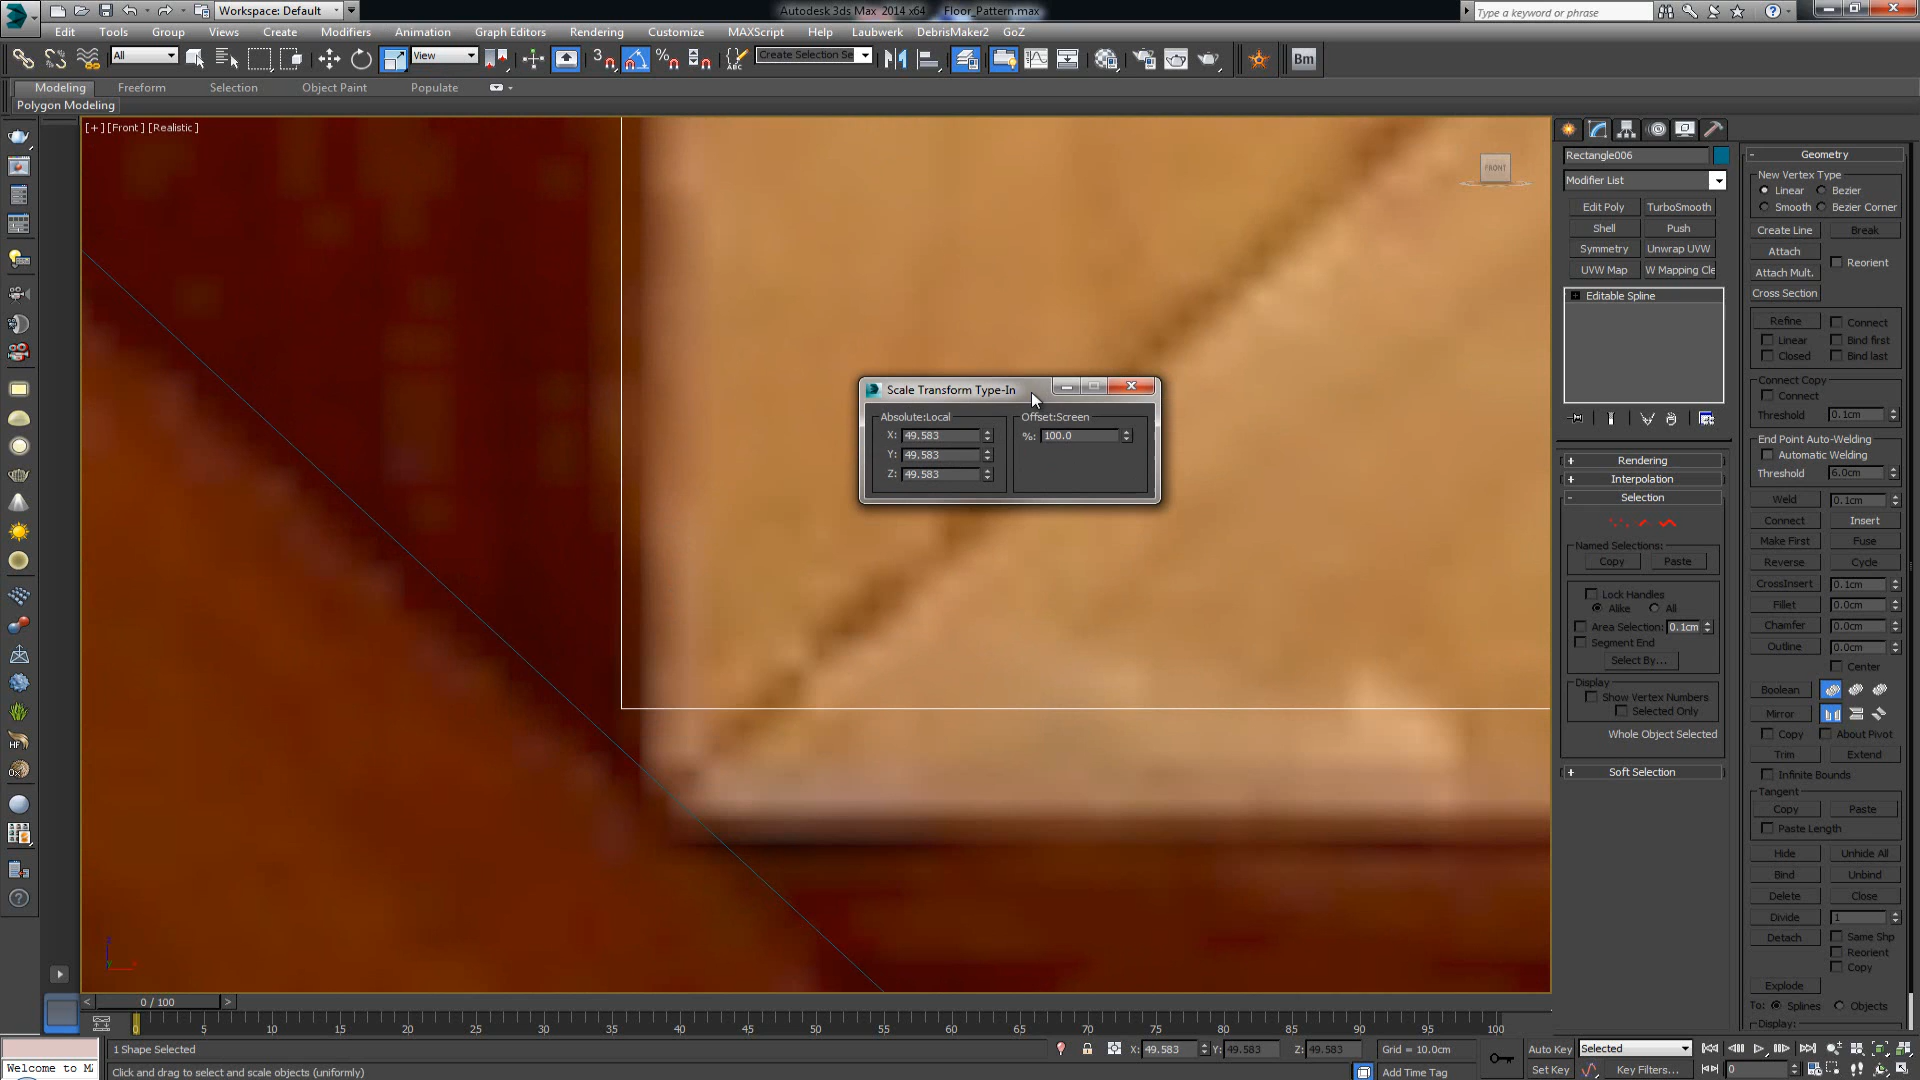 Workspace: Default
Autodesk 3ds Max 2014 x64
Floor_Pattern.max
Type a keyword or phrase
Edit Tools Group Views Create Modifiers Animation Graph Editors Rendering Customize MAXScript Help Laubwerk DebrisMaker2 GoZ
All View Create Selection Se Bm
Modeling Freeform Selection Object Paint Populate
Polygon Modeling
[+] [Front] [Realistic]
FRONT
Scale Transform Type-In
Absolute:Local Offset:Screen
X: 49.583 %: 100.0
Y: 49.583
Z: 49.583
Rectangle006
Modifier List
Edit Poly TurboSmooth
Shell Push
Symmetry Unwrap UVW
UVW Map W Mapping Cle
Editable Spline
Rendering
Interpolation
Selection
Named Selections:
Copy Paste
Lock Handles
Alike All
Area Selection: 0.1cm
Segment End
Select By...
Display
Show Vertex Numbers
Selected Only
Whole Object Selected
Soft Selection
Geometry
New Vertex Type
Linear Bezier
Smooth Bezier Corner
Create Line Break
Attach
Reorient
Attach Mult.
Cross Section
Refine Connect
Linear Bind first
Closed Bind last
Connect Copy
Connect
Threshold 0.1cm
End Point Auto-Welding
Automatic Welding
Threshold 6.0cm
Weld 0.1cm
Connect Insert
Make First Fuse
Reverse Cycle
CrossInsert 0.1cm
Fillet 0.0cm
Chamfer 0.0cm
Outline 0.0cm
Center
Boolean
Mirror
Copy About Pivot
Trim Extend
Infinite Bounds
Tangent
Copy Paste
Paste Length
Hide Unhide All
Bind Unbind
Delete Close
Divide 1
Detach Same Shp
Reorient
Copy
Explode
To: Splines Objects
Display:
0 / 100
0 5 10 15 20 25 30 35 40 45 50 55 60 65 70 75 80 85 90 95 100
1 Shape Selected X: 49.583 Y: 49.583 Z: 49.583 Grid = 10.0cm Auto Key Selected
Welcome to MA Click and drag to select and scale objects (uniformly) Add Time Tag Set Key Key Filters... 0